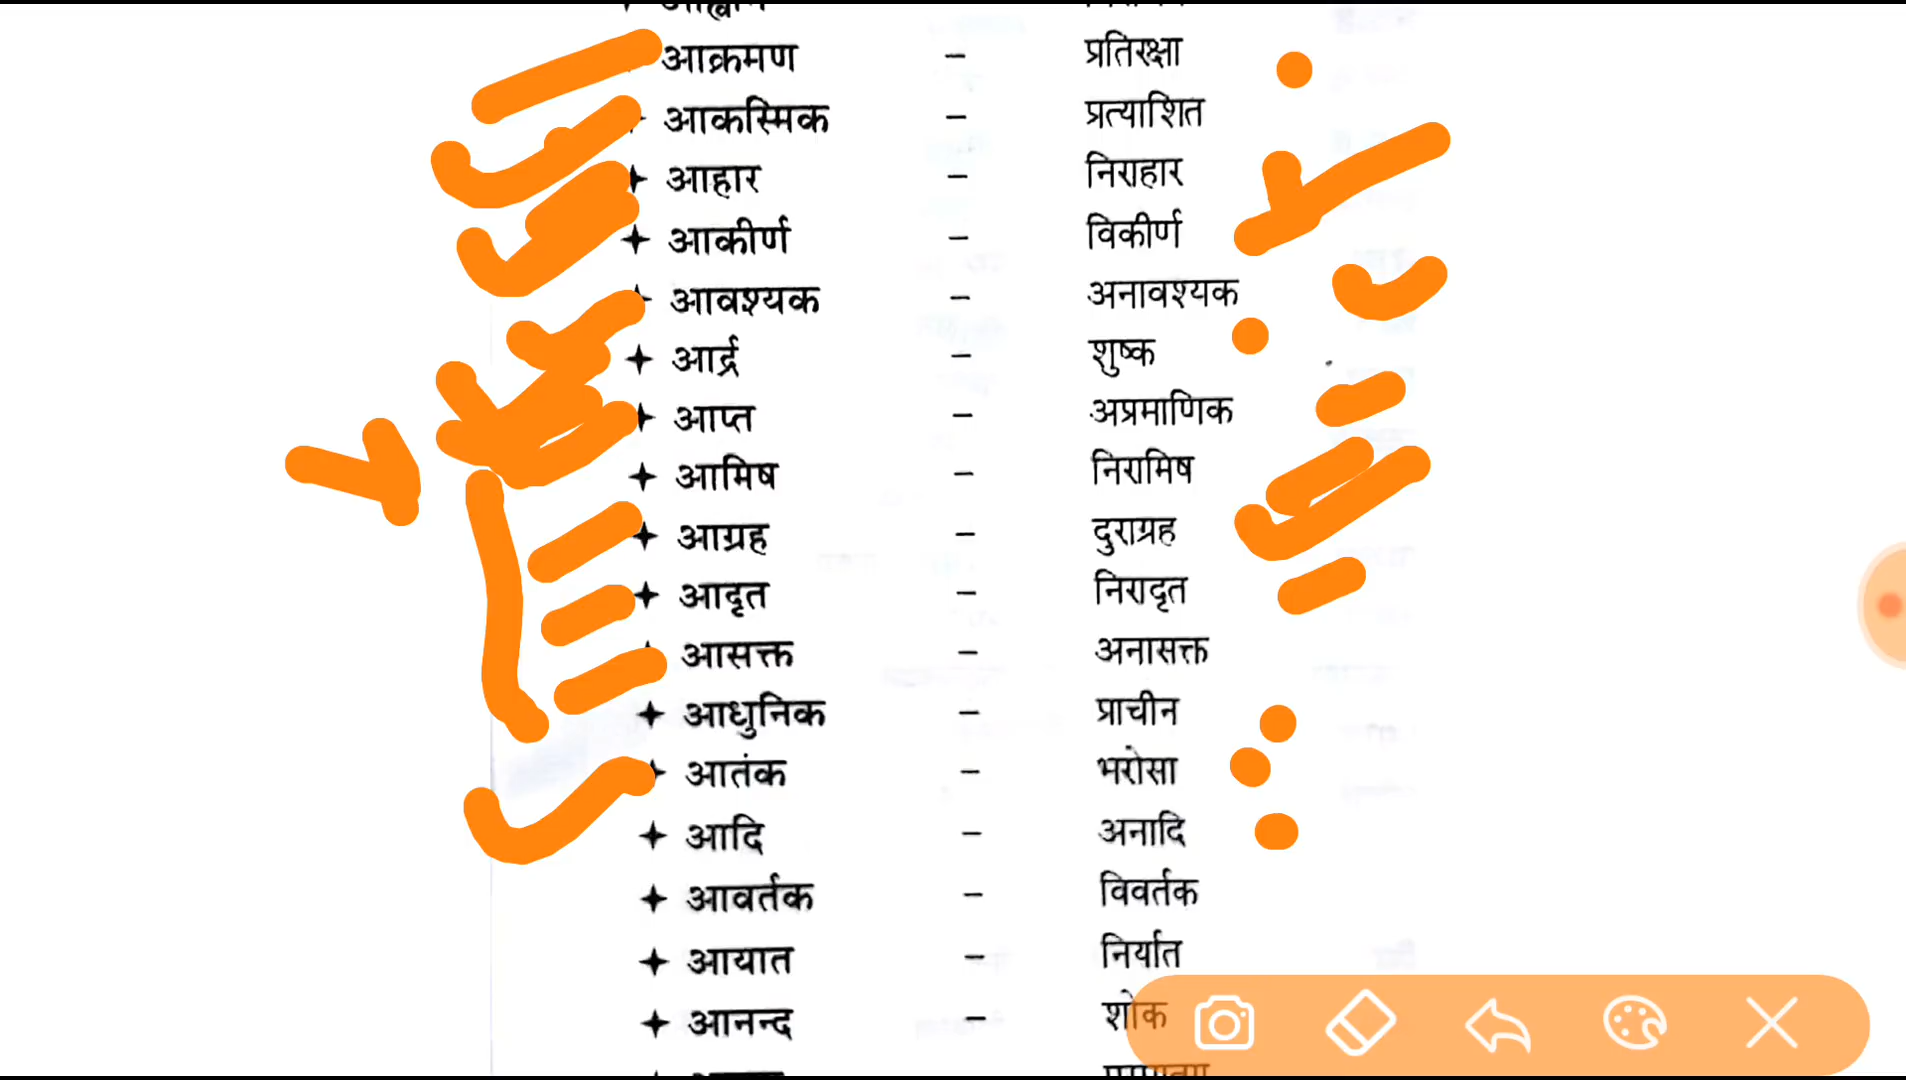 आक्रमण – प्रतिरक्षा
आकस्मिक – प्रत्याशित
आहार – निराहार
आकीर्ण – विकीर्ण
आवश्यक – अनावश्यक
आर्द्र – शुष्क
आप्त – अप्रमाणिक
आमिष – निरामिष
आग्रह – दुराग्रह
आदृत – निरादृत
आसक्त – अनासक्त
आधुनिक – प्राचीन
आतंक – भरोसा
आदि – अनादि
आवर्तक – विवर्तक
आयात – निर्यात
आनन्द – शोक